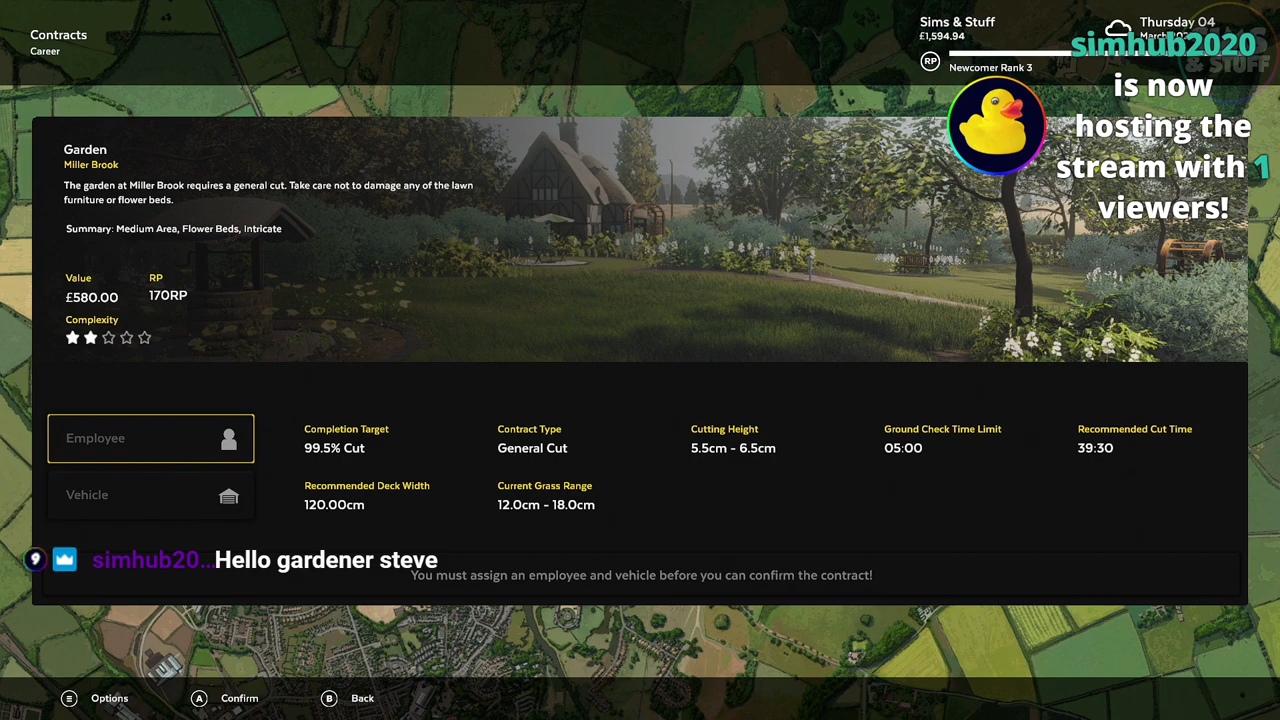 Contracts
Career
Sims & Stuff
£1,594.94
Thursday 04
RP
Newcomer Rank 3
simhub2020
is now
hosting the
stream with 1
viewers!
& STUFF
Garden
Miller Brook
The garden at Miller Brook requires a general cut. Take care not to damage any of the lawn
furniture or flower beds.
Summary: Medium Area, Flower Beds, Intricate
Value
RP
£580.00
170RP
Complexity
Employee
Vehicle
Completion Target
99.5% Cut
Contract Type
General Cut
Cutting Height
5.5cm - 6.5cm
Ground Check Time Limit
05:00
Recommended Cut Time
39:30
Recommended Deck Width
120.00cm
Current Grass Range
12.0cm - 18.0cm
9 simhub20... Hello gardener steve
You must assign an employee and vehicle before you can confirm the contract!
Options
A Confirm
B Back